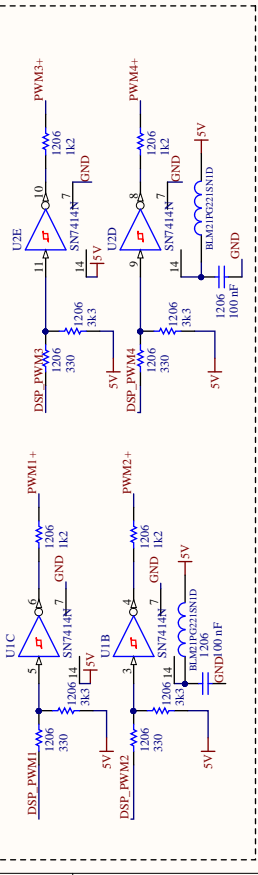 DSP_PWM1
1206
330
1206
3k3
5V
5
U1C
6
SN7414N
14
5V
7
GND
1206
1k2
PWM1+
DSP_PWM2
1206
330
1206
3k3
5V
3
U1B
4
SN7414N
14
7
GND
1206
1k2
PWM2+
5V
BLM21PG221SN1D
1206
100 nF
GND
DSP_PWM3
1206
330
1206
3k3
5V
11
U2E
10
SN7414N
14
5V
7
GND
1206
1k2
PWM3+
DSP_PWM4
1206
330
1206
3k3
5V
9
U2D
8
SN7414N
14
7
GND
1206
1k2
PWM4+
5V
BLM21PG221SN1D
1206
100 nF
GND